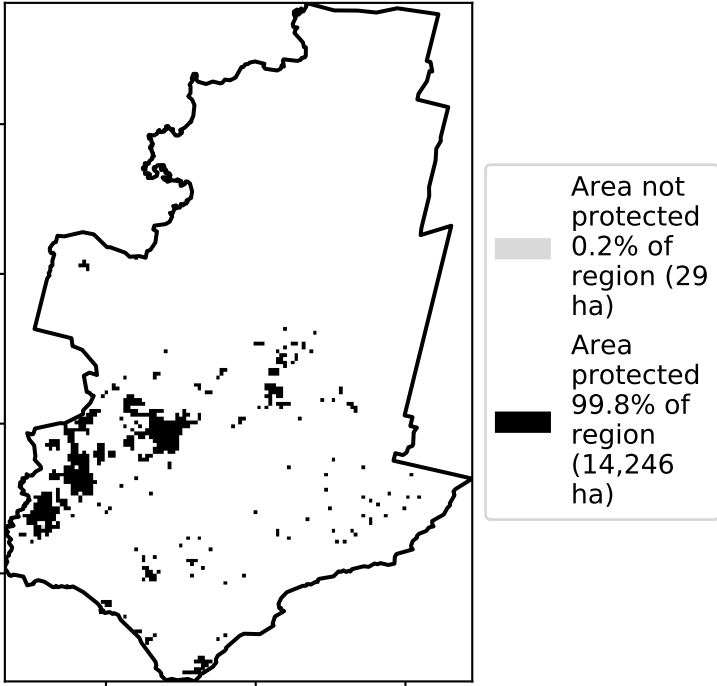 Area not
protected
0.2% of
region (29
ha)
Area
protected
99.8% of
region
(14,246
ha)